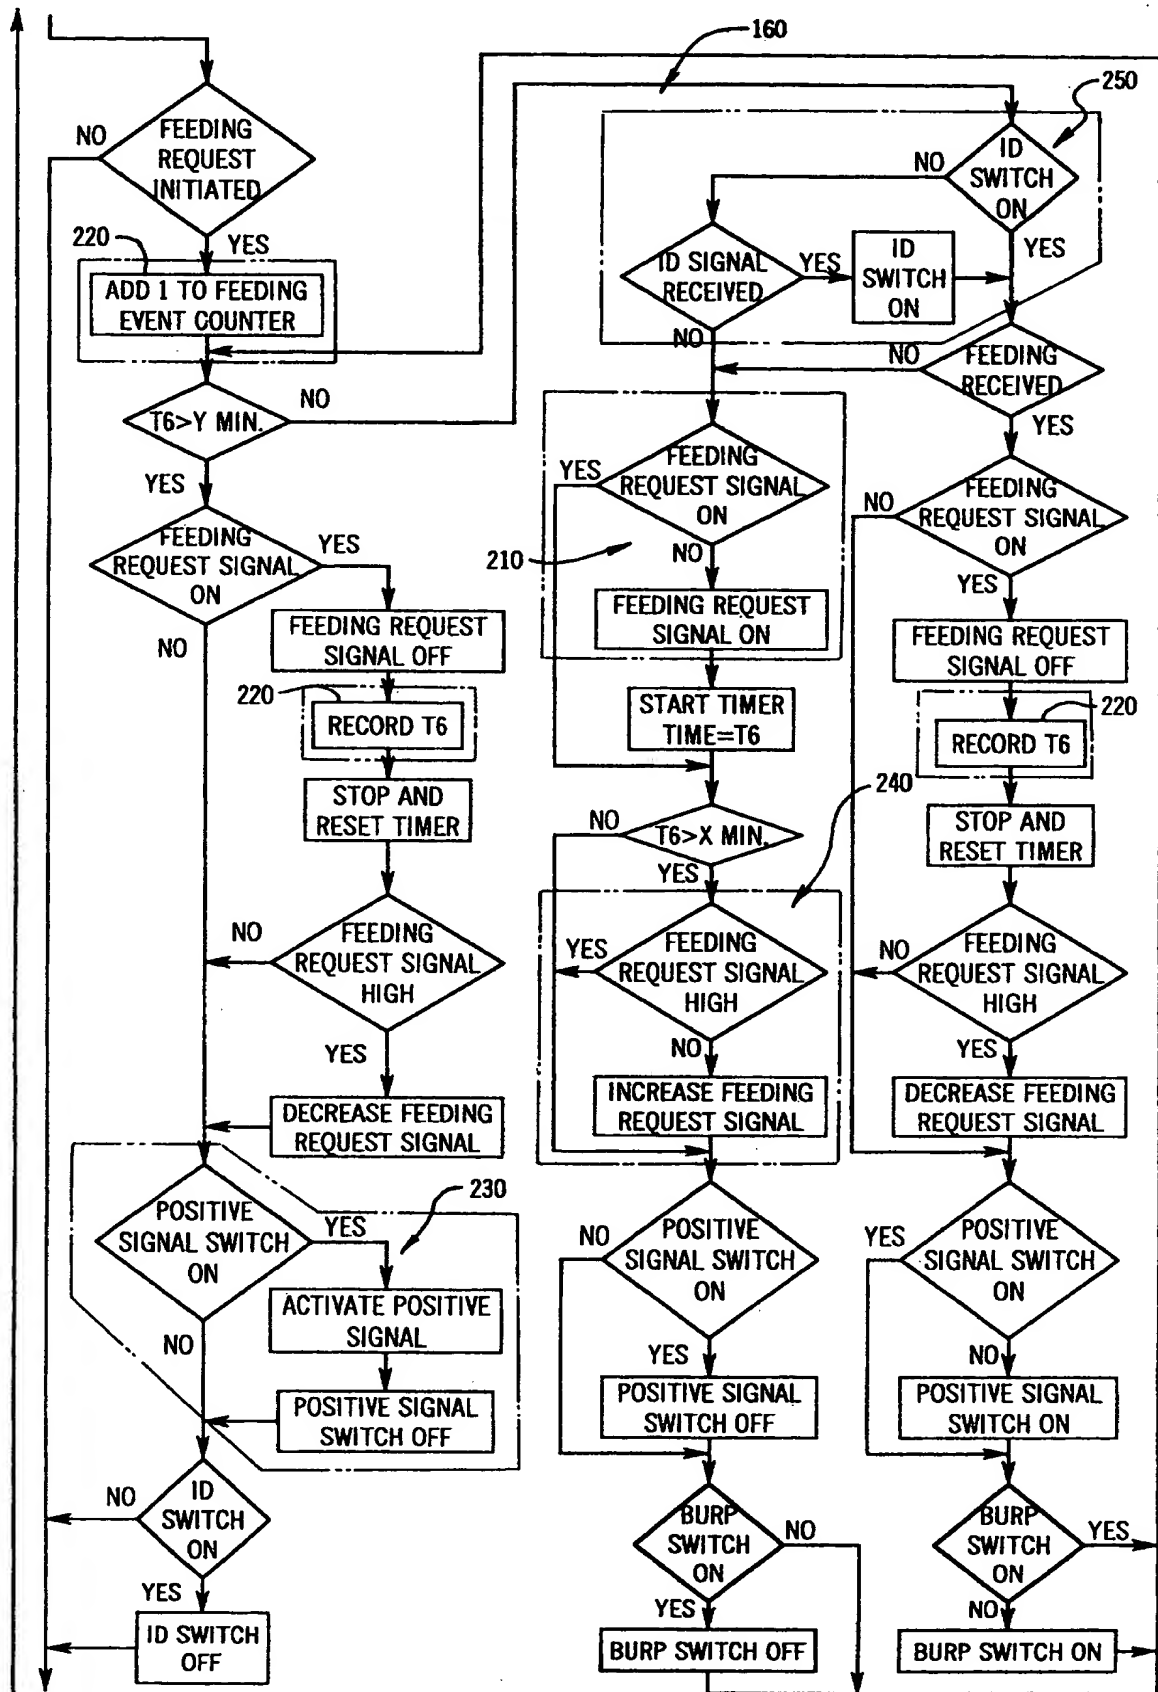 160
250
NO
FEEDING
REQUEST
INITIATED
YES
220
ADD 1 TO FEEDING
EVENT COUNTER
T6>Y MIN.
NO
YES
FEEDING
REQUEST SIGNAL
ON
YES
NO
FEEDING REQUEST
SIGNAL OFF
220
RECORD T6
STOP AND
RESET TIMER
NO
FEEDING
REQUEST SIGNAL
HIGH
YES
DECREASE FEEDING
REQUEST SIGNAL
230
POSITIVE
SIGNAL SWITCH
ON
YES
NO
ACTIVATE POSITIVE
SIGNAL
POSITIVE SIGNAL
SWITCH OFF
NO
ID
SWITCH
ON
YES
ID SWITCH
OFF
NO
ID
SWITCH
ON
YES
ID SIGNAL
RECEIVED
YES
ID
SWITCH
ON
NO
NO
FEEDING
RECEIVED
YES
YES
FEEDING
REQUEST SIGNAL
ON
210
NO
FEEDING REQUEST
SIGNAL ON
START TIMER
TIME=T6
240
NO
T6>X MIN.
YES
YES
FEEDING
REQUEST SIGNAL
HIGH
NO
INCREASE FEEDING
REQUEST SIGNAL
NO
POSITIVE
SIGNAL SWITCH
ON
YES
POSITIVE SIGNAL
SWITCH OFF
BURP
SWITCH
ON
NO
YES
BURP SWITCH OFF
NO
FEEDING
REQUEST SIGNAL
ON
YES
FEEDING REQUEST
SIGNAL OFF
220
RECORD T6
STOP AND
RESET TIMER
NO
FEEDING
REQUEST SIGNAL
HIGH
YES
DECREASE FEEDING
REQUEST SIGNAL
YES
POSITIVE
SIGNAL SWITCH
ON
NO
POSITIVE SIGNAL
SWITCH ON
BURP
SWITCH
ON
YES
NO
BURP SWITCH ON